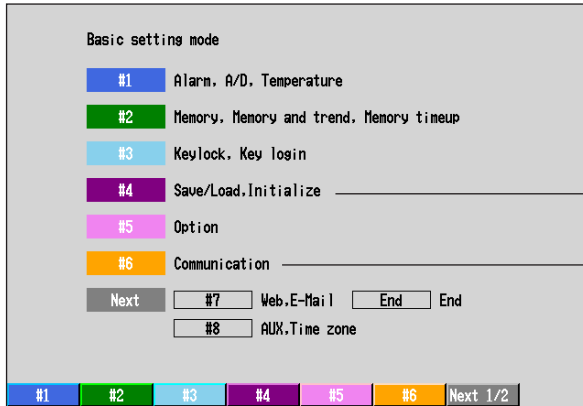 Basic setting mode
#1 Alarm, A/D, Temperature
#2 Memory, Memory and trend, Memory timeup
#3 Keylock, Key login
#4 Save/Load,Initialize
#5 Option
#6 Communication
Next #7 Web,E-Mail End End
#8 AUX,Time zone
#1 #2 #3 #4 #5 #6 Next 1/2